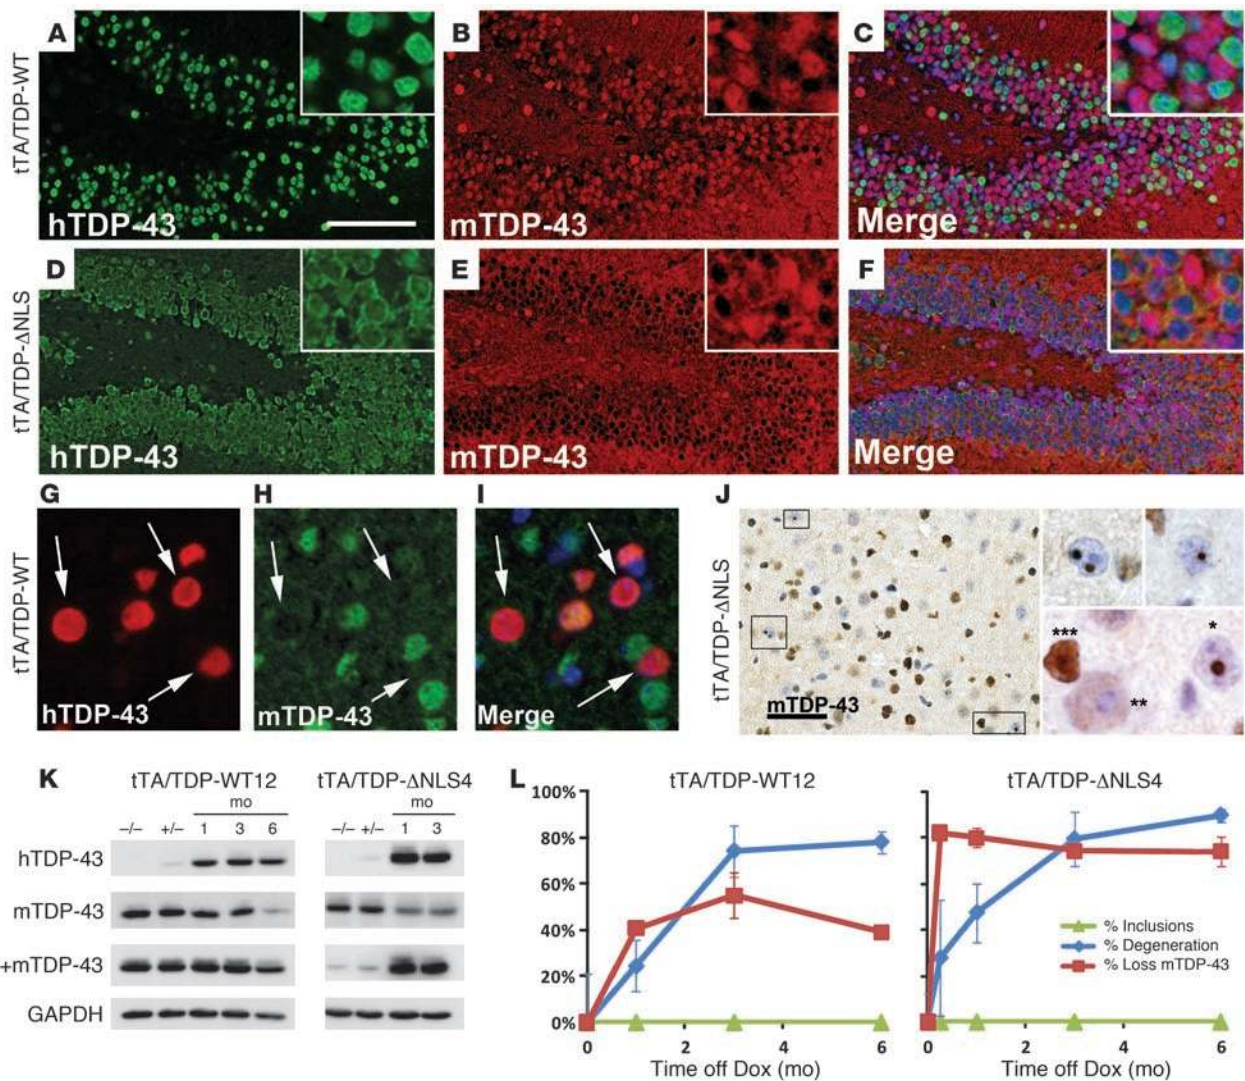 A
B
C
tTA/TDP-WT
hTDP-43
mTDP-43
Merge
D
E
F
tTA/TDP-ΔNLS
hTDP-43
mTDP-43
Merge
G
H
I
J
tTA/TDP-WT
hTDP-43
mTDP-43
Merge
tTA/TDP-ΔNLS
mTDP-43
***
**
*
K
tTA/TDP-WT12
tTA/TDP-ΔNLS4
mo
mo
–/– +/– 1 3 6
–/– +/– 1 3
hTDP-43
mTDP-43
+mTDP-43
GAPDH
L
tTA/TDP-WT12
tTA/TDP-ΔNLS4
100%
80%
60%
40%
20%
0%
0 2 4 6
0 2 4 6
Time off Dox (mo)
Time off Dox (mo)
% Inclusions
% Degeneration
% Loss mTDP-43